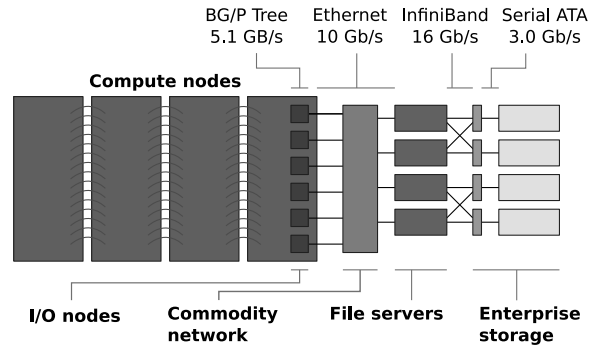 BG/P Tree
5.1 GB/s
Ethernet
10 Gb/s
InfiniBand
16 Gb/s
Serial ATA
3.0 Gb/s
Compute nodes
I/O nodes
Commodity
network
File servers
Enterprise
storage